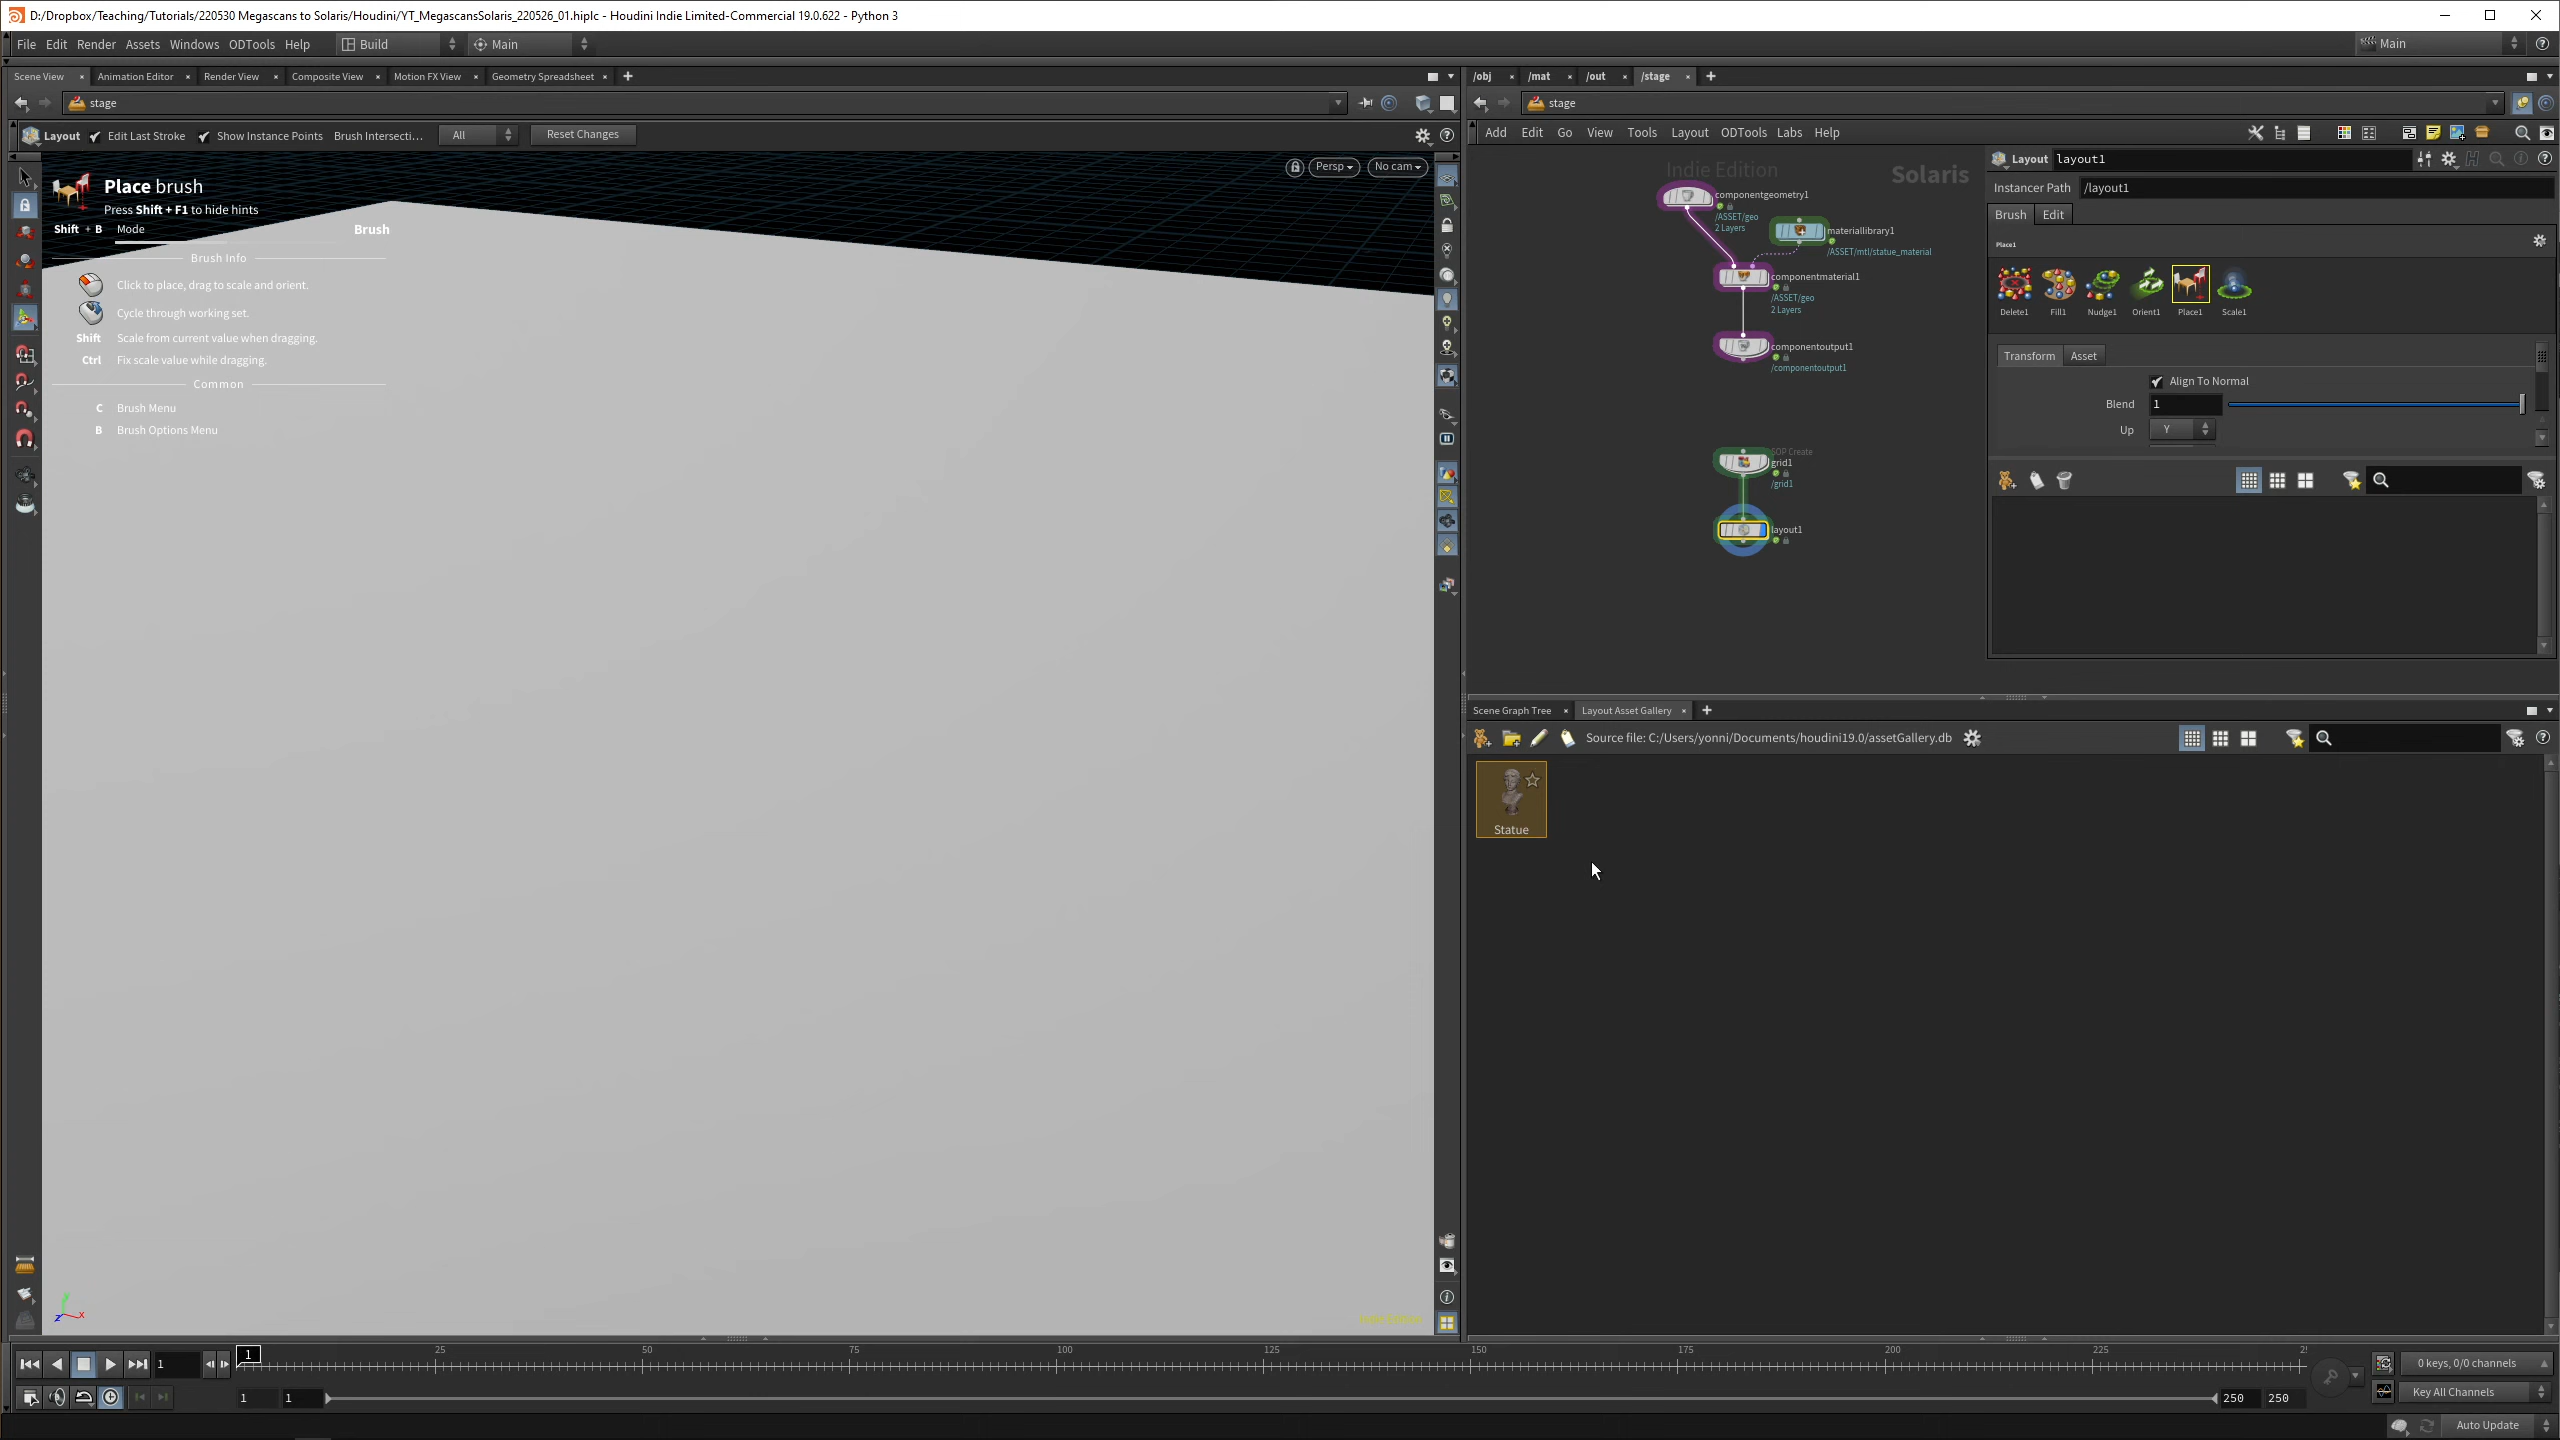 D:/Dropbox/Teaching/Tutorials/220530 Megascans to Solaris/Houdini/YT_MegascansSolaris_220526_01.hiplc - Houdini Indie Limited-Commercial 19.0.622 - Python 3
File Edit Render Assets Windows ODTools Help Build Main Main
Scene View Animation Editor Render View Composite View Motion FX View Geometry Spreadsheet
stage
Layout Edit Last Stroke Show Instance Points Brush Intersecti... All Reset Changes
Persp No cam
Place brush
Press Shift + F1 to hide hints
Shift + B Mode Brush
Brush Info
Click to place, drag to scale and orient.
Cycle through working set.
Shift Scale from current value when dragging.
Ctrl Fix scale value while dragging.
Common
C Brush Menu
B Brush Options Menu
z x
/obj /mat /out /stage
stage
Add Edit Go View Tools Layout ODTools Labs Help
Indie Edition Solaris
componentgeometry1
/ASSET/geo
2 Layers
materiallibrary1
/ASSET/mtl/statue_material
componentmaterial1
/ASSET/geo
2 Layers
componentoutput1
/componentoutput1
SOP Create
grid1
/grid1
layout1
Layout layout1
Instancer Path /layout1
Brush Edit
Place1
Delete1 Fill1 Nudge1 Orient1 Place1 Scale1
Transform Asset
Align To Normal
Blend 1
Up Y
Scene Graph Tree Layout Asset Gallery
Source file: C:/Users/yonni/Documents/houdini19.0/assetGallery.db
Statue
1 1 25 50 75 100 125 150 175 200 225
0 keys, 0/0 channels
1 1 250 250
Key All Channels
Auto Update